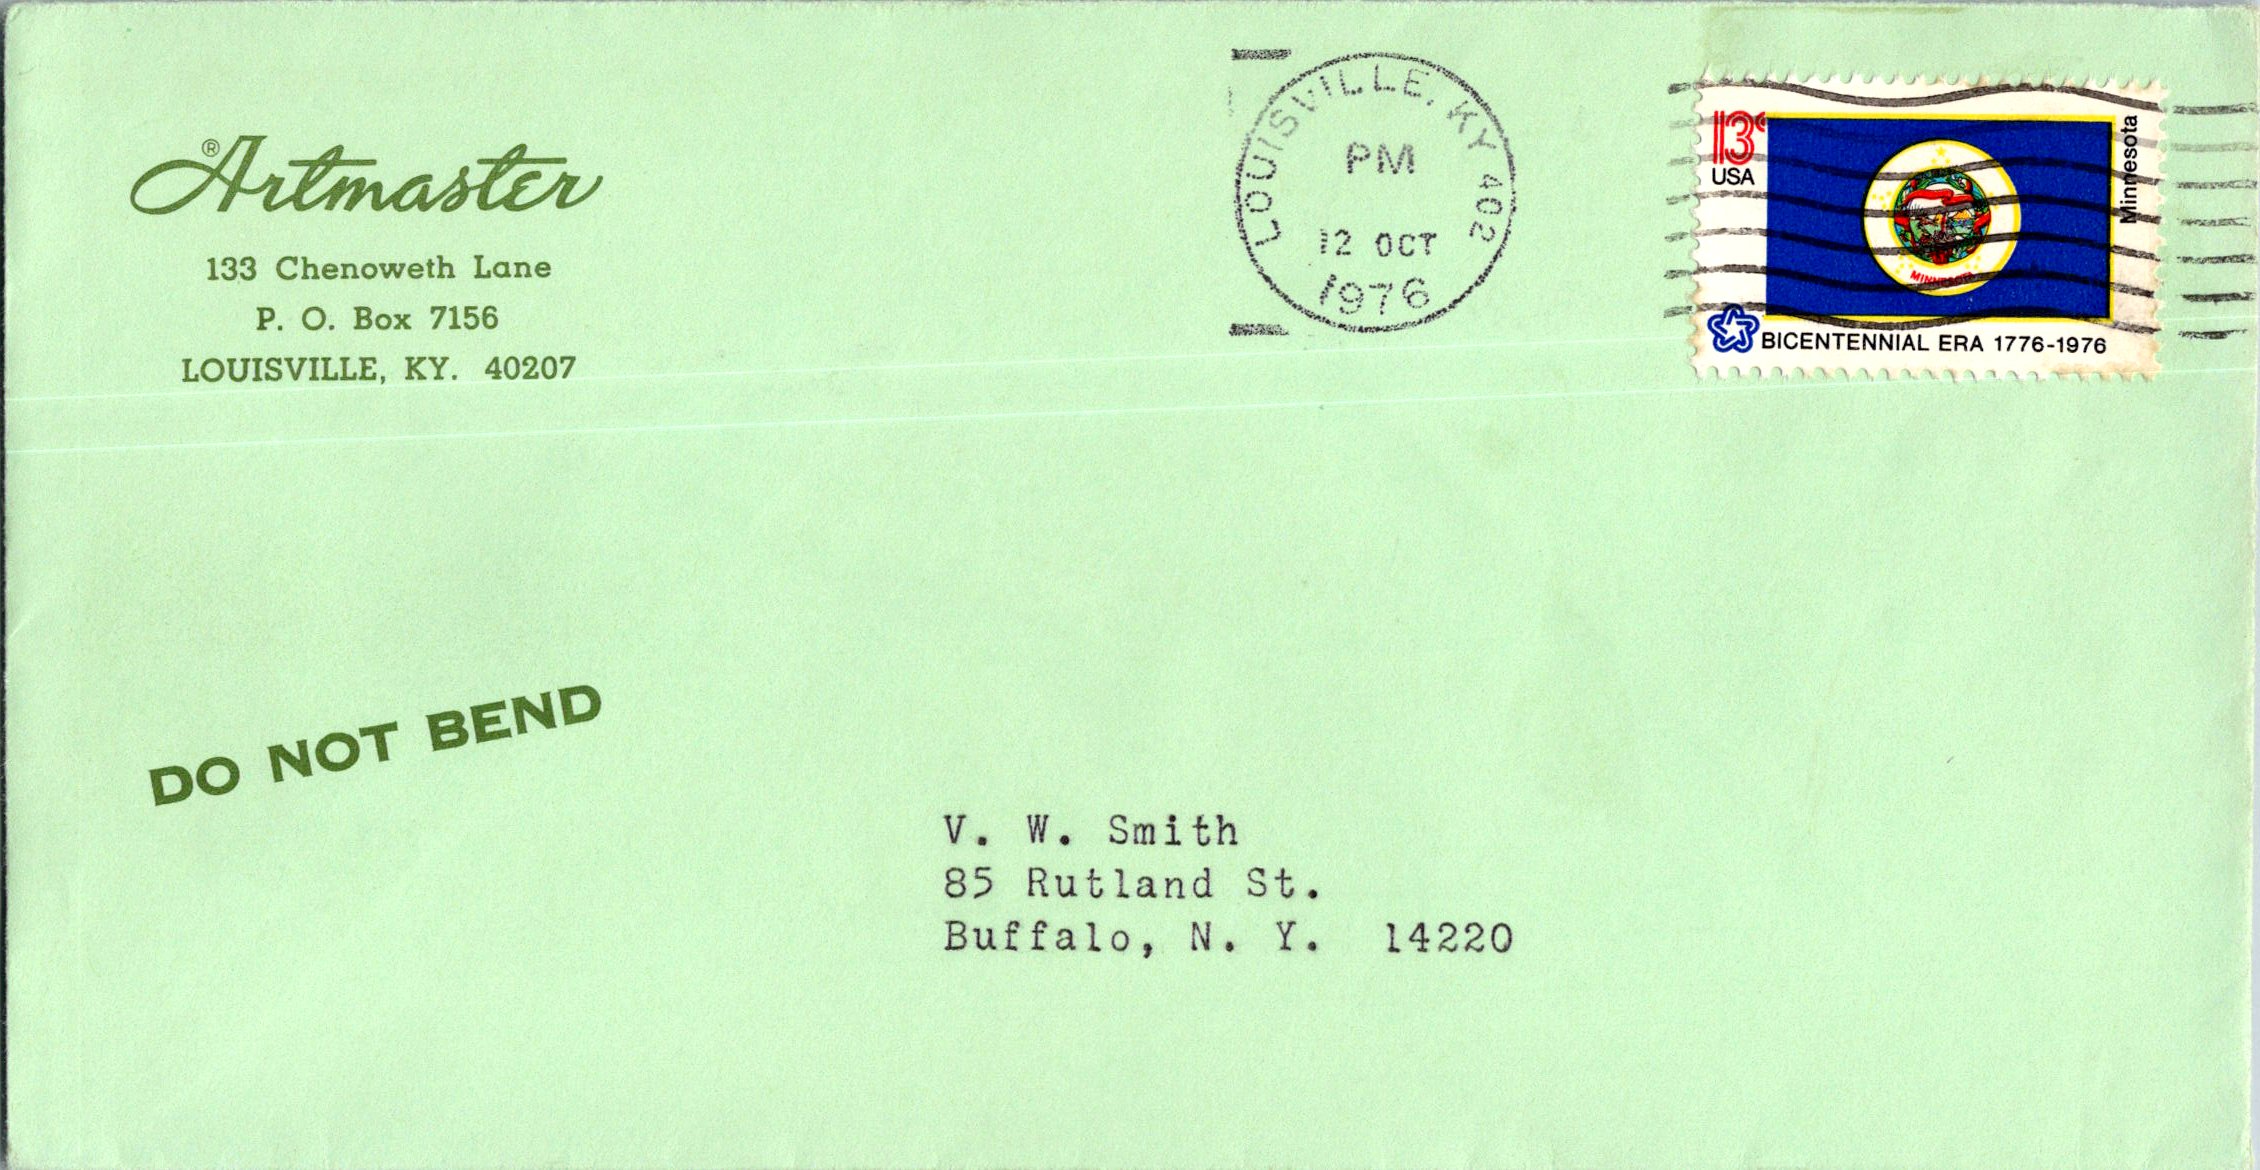 ® Artmaster
133 Chenoweth Lane
P. O. Box 7156
LOUISVILLE, KY. 40207
LOUISVILLE, KY 402
PM
12 OCT
1976
13c
USA
Minnesota
MINNESOTA
BICENTENNIAL ERA 1776-1976
DO NOT BEND
V. W. Smith
85 Rutland St.
Buffalo, N. Y. 14220